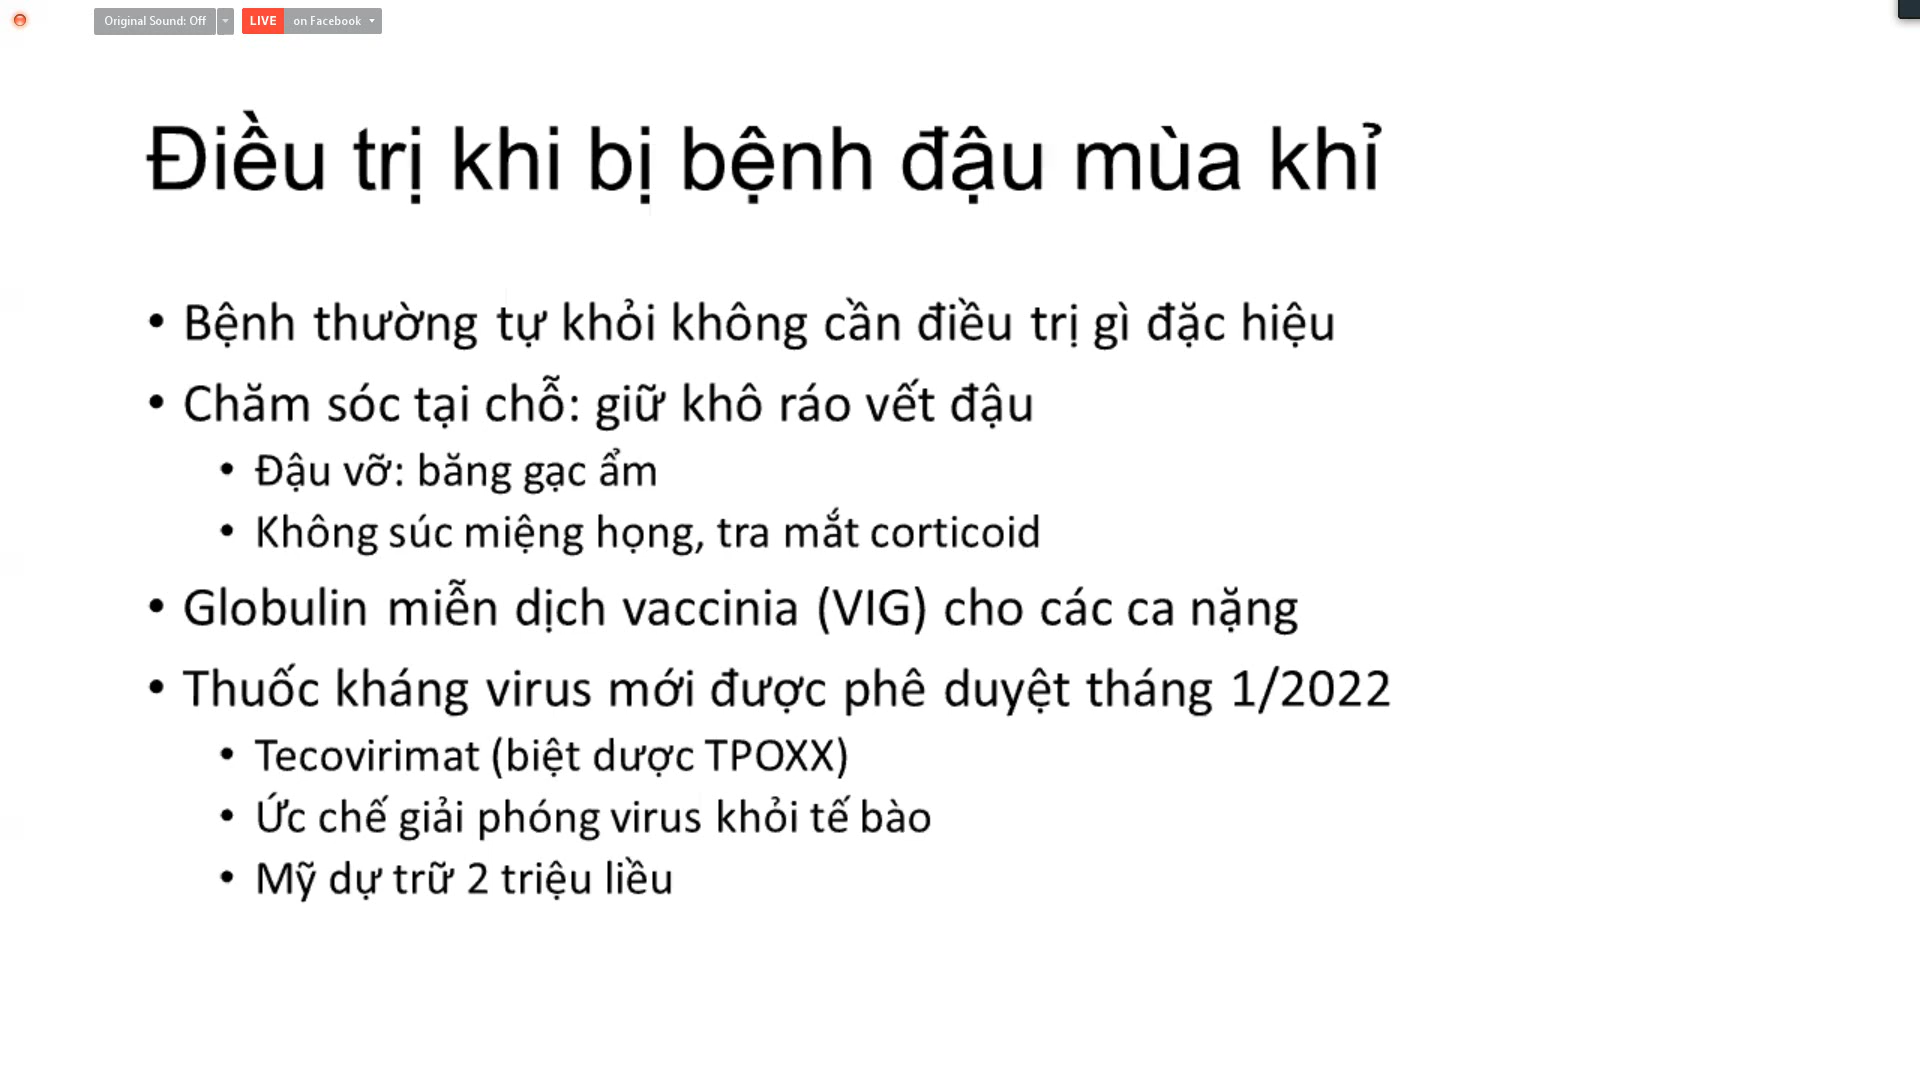 Original Sound: Off
LIVE on Facebook
Điều trị khi bị bệnh đậu mùa khỉ
• Bệnh thường tự khỏi không cần điều trị gì đặc hiệu
• Chăm sóc tại chỗ: giữ khô ráo vết đậu
• Đậu vỡ: băng gạc ẩm
• Không súc miệng họng, tra mắt corticoid
• Globulin miễn dịch vaccinia (VIG) cho các ca nặng
• Thuốc kháng virus mới được phê duyệt tháng 1/2022
• Tecovirimat (biệt dược TPOXX)
• Ức chế giải phóng virus khỏi tế bào
• Mỹ dự trữ 2 triệu liều